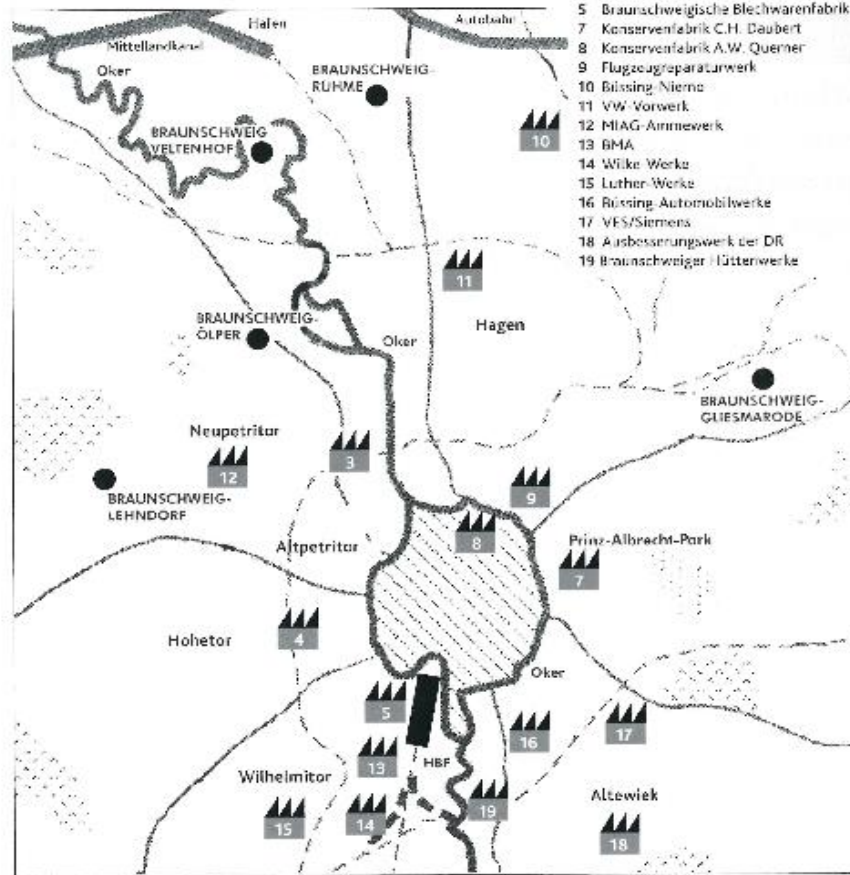 5 Braunschweigische Blechwarenfabrik
7 Konservenfabrik C.H. Daubert
8 Konservenfabrik A.W. Querner
9 Flugzeugreparaturwerk
10 Büssing-Niemo
11 VW-Vorwerk
12 MIAG-Ammewerk
13 BMA
14 Wilke-Werke
15 Luther-Werke
16 Büssing-Automobilwerke
17 VES/Siemens
18 Ausbesserungswerk der DR
19 Braunschweiger Hüttenwerke
Hafen
Autobahn
Mittellandkanal
Oker
BRAUNSCHWEIG-
RÜHME
10
BRAUNSCHWEIG
VELTENHOF
11
Hagen
BRAUNSCHWEIG-
ÖLPER
Oker
BRAUNSCHWEIG-
GLIESMARODE
Neupetritor
3
12
BRAUNSCHWEIG-
LEHNDORF
9
8
Altpetritor
Prinz-Albrecht-Park
7
Hohetor
4
Oker
5
16
17
13
HBF
Wilhelmitor
19
Altewiek
15
14
18